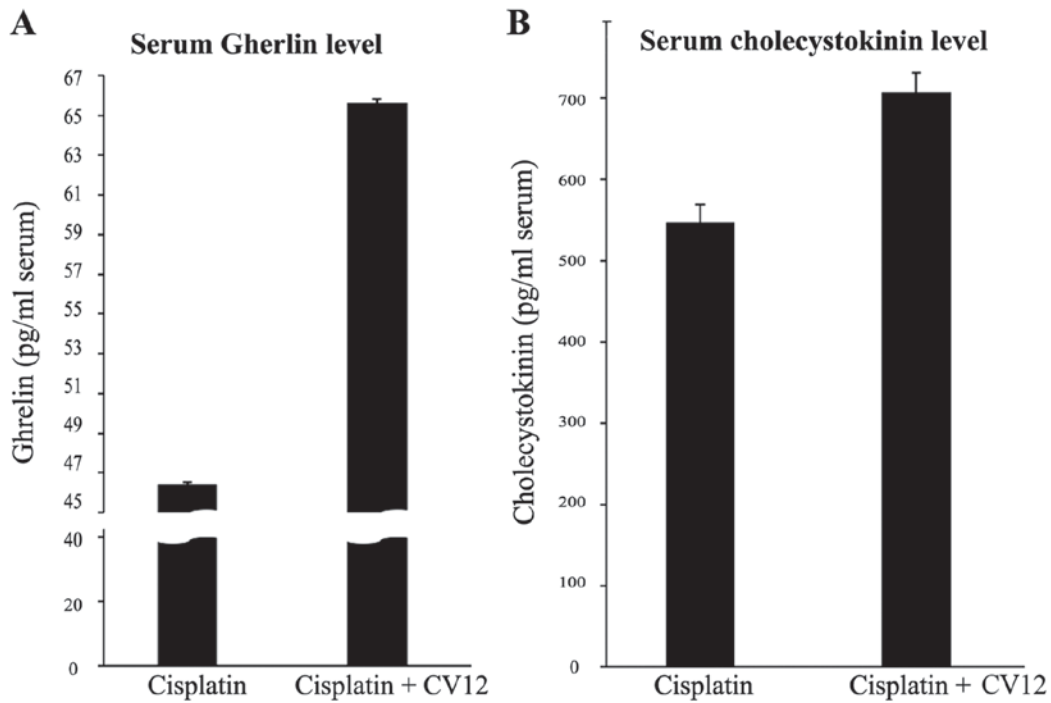 A
Serum Gherlin level
Ghrelin (pg/ml serum)
67
65
63
61
59
57
55
53
51
49
47
45
40
20
0
Cisplatin
Cisplatin + CV12
B
Serum cholecystokinin level
Cholecystokinin (pg/ml serum)
700
600
500
400
300
200
100
0
Cisplatin
Cisplatin + CV12